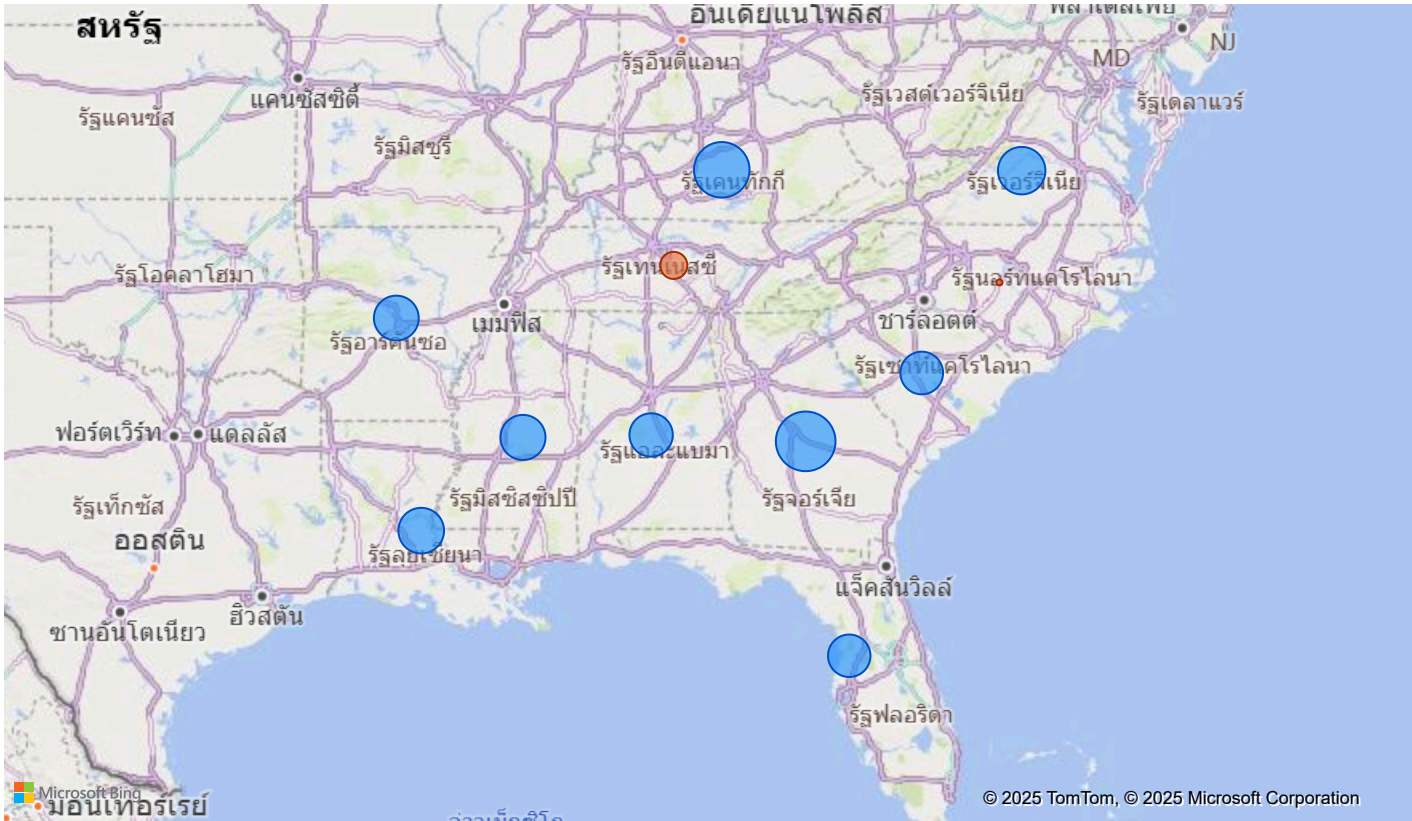 สหรัฐ
อินเดียแนโพลิส
NJ
MD
รัฐอินดีแอนา
แคนซัสซิตี้
รัฐเวสต์เวอร์จิเนีย
รัฐเดลาแวร์
รัฐแคนซัส
รัฐมิสซูรี
รัฐเคนทักกี
รัฐเวอร์จิเนีย
รัฐโอคลาโฮมา
รัฐเทนเนสซี
รัฐนอร์ทแคโรไลนา
เมมฟิส
ชาร์ลอตต์
รัฐอาร์คันซอ
รัฐเซาท์แคโรไลนา
ฟอร์ตเวิร์ท
แดลลัส
รัฐแอละแบมา
รัฐเท็กซัส
รัฐมิสซิสซิปปี
รัฐจอร์เจีย
ออสติน
รัฐลุยเซียนา
แจ็คสันวิลล์
ฮิวสตัน
ซานอันโตเนียว
รัฐฟลอริดา
Microsoft Bing
มอนเทอร์เรย์
© 2025 TomTom, © 2025 Microsoft Corporation